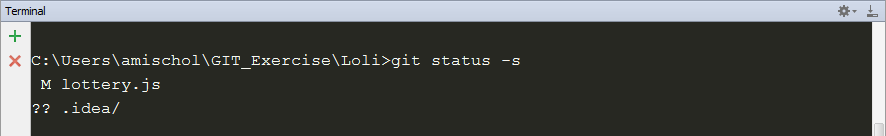 Terminal
C:\Users\amischol\GIT_Exercise\Loli>git status -s
 M lottery.js
?? .idea/